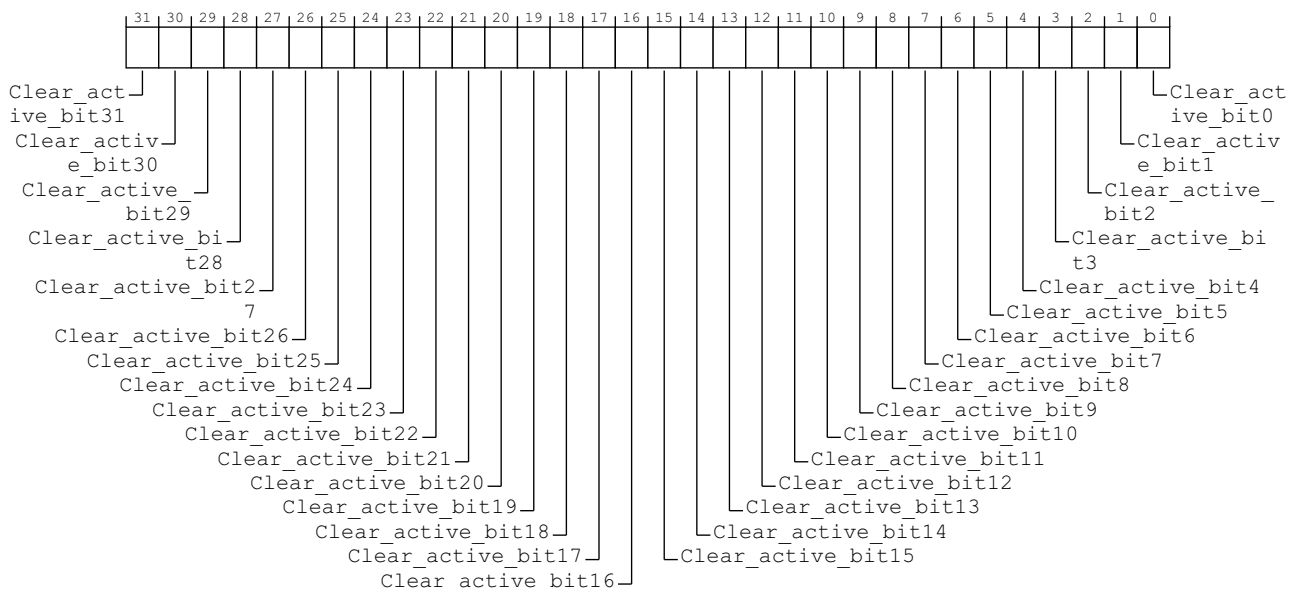 31 30 29 28 27 26 25 24 23 22 21 20 19 18 17 16 15 14 13 12 11 10 9 8 7 6 5 4 3 2 1 0
Clear_act
ive_bit31
Clear_activ
e_bit30
Clear_active_
bit29
Clear_active_bi
t28
Clear_active_bit2
7
Clear_active_bit26
Clear_active_bit25
Clear_active_bit24
Clear_active_bit23
Clear_active_bit22
Clear_active_bit21
Clear_active_bit20
Clear_active_bit19
Clear_active_bit18
Clear_active_bit17
Clear active bit16
Clear_act
ive_bit0
Clear_activ
e_bit1
Clear_active_
bit2
Clear_active_bi
t3
Clear_active_bit4
Clear_active_bit5
Clear_active_bit6
Clear_active_bit7
Clear_active_bit8
Clear_active_bit9
Clear_active_bit10
Clear_active_bit11
Clear_active_bit12
Clear_active_bit13
Clear_active_bit14
Clear_active_bit15